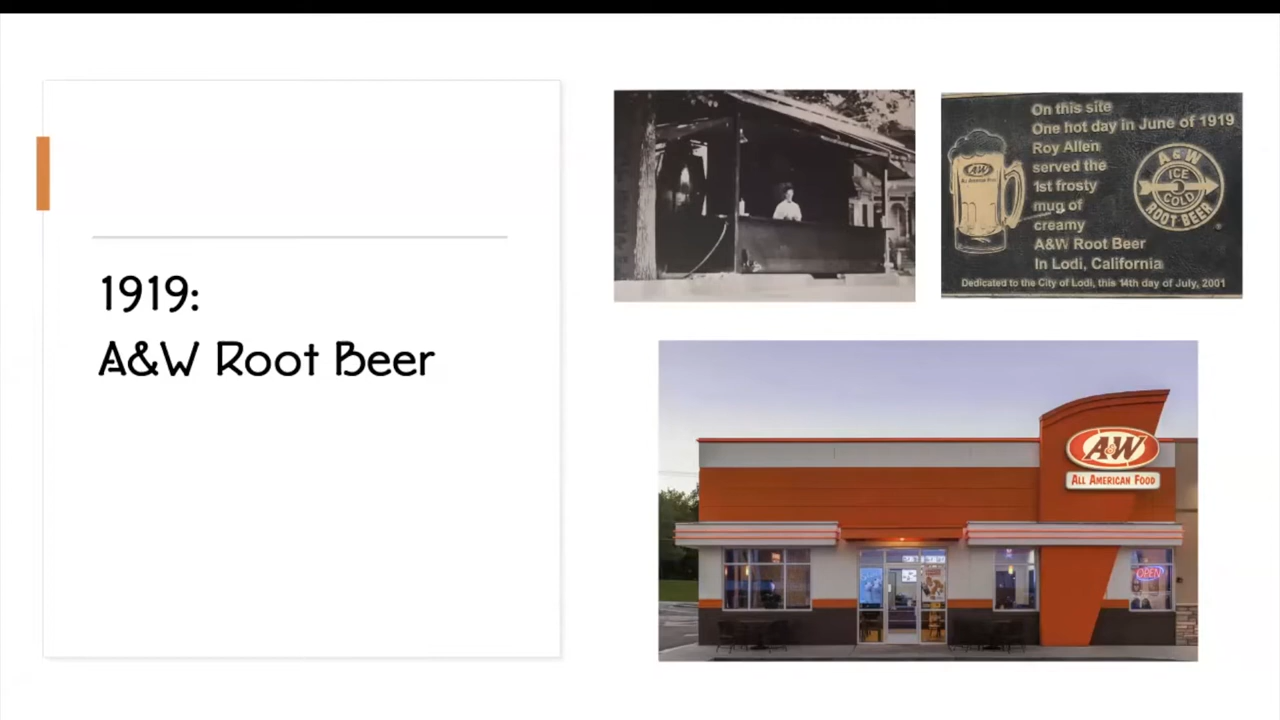 1919:
A&W Root Beer
On this site
One hot day in June of 1919
Roy Allen
served the
1st frosty
mug of
creamy
A&W Root Beer
In Lodi, California
Dedicated to the City of Lodi, this 14th day of July, 2001
A&W
A&W
ICE
COLD
ROOT BEER
A&W
ALL AMERICAN FOOD
OPEN